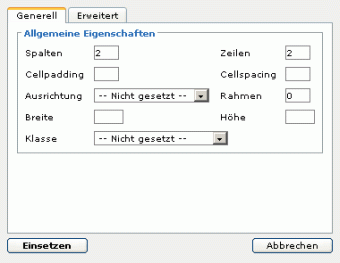 Generell Erweitert
Allgemeine Eigenschaften
Spalten 2 Zeilen 2
Cellpadding Cellspacing
Ausrichtung -- Nicht gesetzt -- Rahmen 0
Breite Höhe
Klasse -- Nicht gesetzt --
Einsetzen Abbrechen